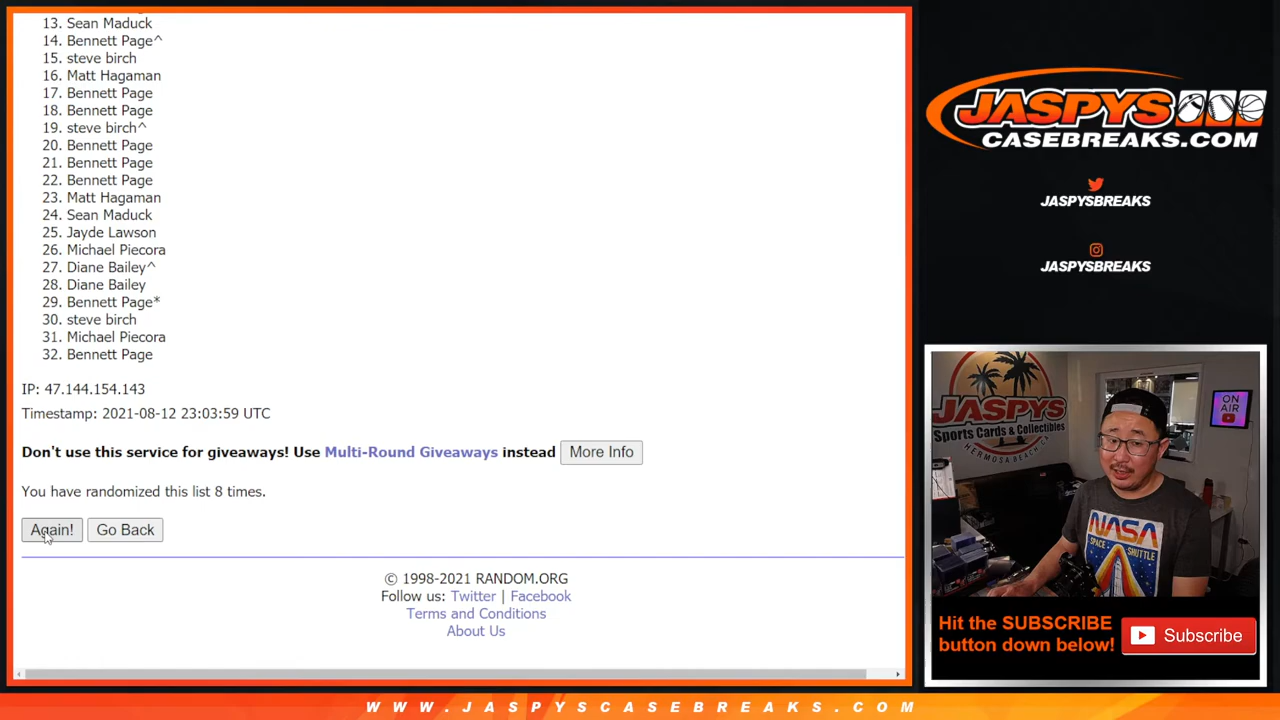 13. Sean Maduck
14. Bennett Page^
15. steve birch
16. Matt Hagaman
17. Bennett Page
18. Bennett Page
19. steve birch^
20. Bennett Page
21. Bennett Page
22. Bennett Page
23. Matt Hagaman
24. Sean Maduck
25. Jayde Lawson
26. Michael Piecora
27. Diane Bailey^
28. Diane Bailey
29. Bennett Page*
30. steve birch
31. Michael Piecora
32. Bennett Page
IP: 47.144.154.143
Timestamp: 2021-08-12 23:03:59 UTC
Don't use this service for giveaways! Use Multi-Round Giveaways instead More Info
You have randomized this list 8 times.
Again! Go Back
© 1998-2021 RANDOM.ORG
Follow us: Twitter | Facebook
Terms and Conditions
About Us
JASPYS
CASEBREAKS.COM
JASPYSBREAKS
JASPYSBREAKS
JASPYS
Sports Cards & Collectibles
HERMOSA BEACH CA
ON
AIR
NASA
SPACE SHUTTLE
Hit the SUBSCRIBE
button down below!
Subscribe
WWW.JASPYSCASEBREAKS.COM